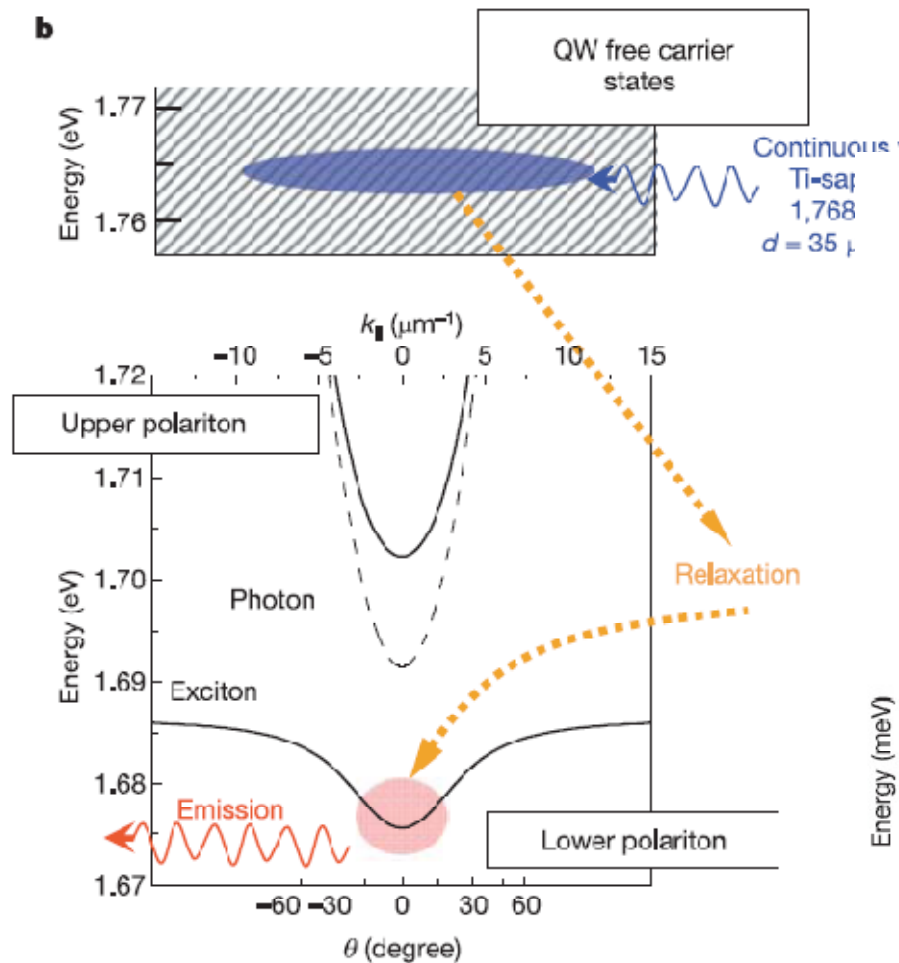 b
QW free carrier
states
Energy (eV)
1.77
1.76
Continuous
Ti-sap
1,768
d = 35 μ
k∥ (μm⁻¹)
−10 −5 0 5 10 15
1.72
1.71
1.70
1.69
1.68
1.67
Energy (eV)
Upper polariton
Photon
Relaxation
Exciton
Emission
Lower polariton
Energy (meV)
−60 −30 0 30 60
θ (degree)